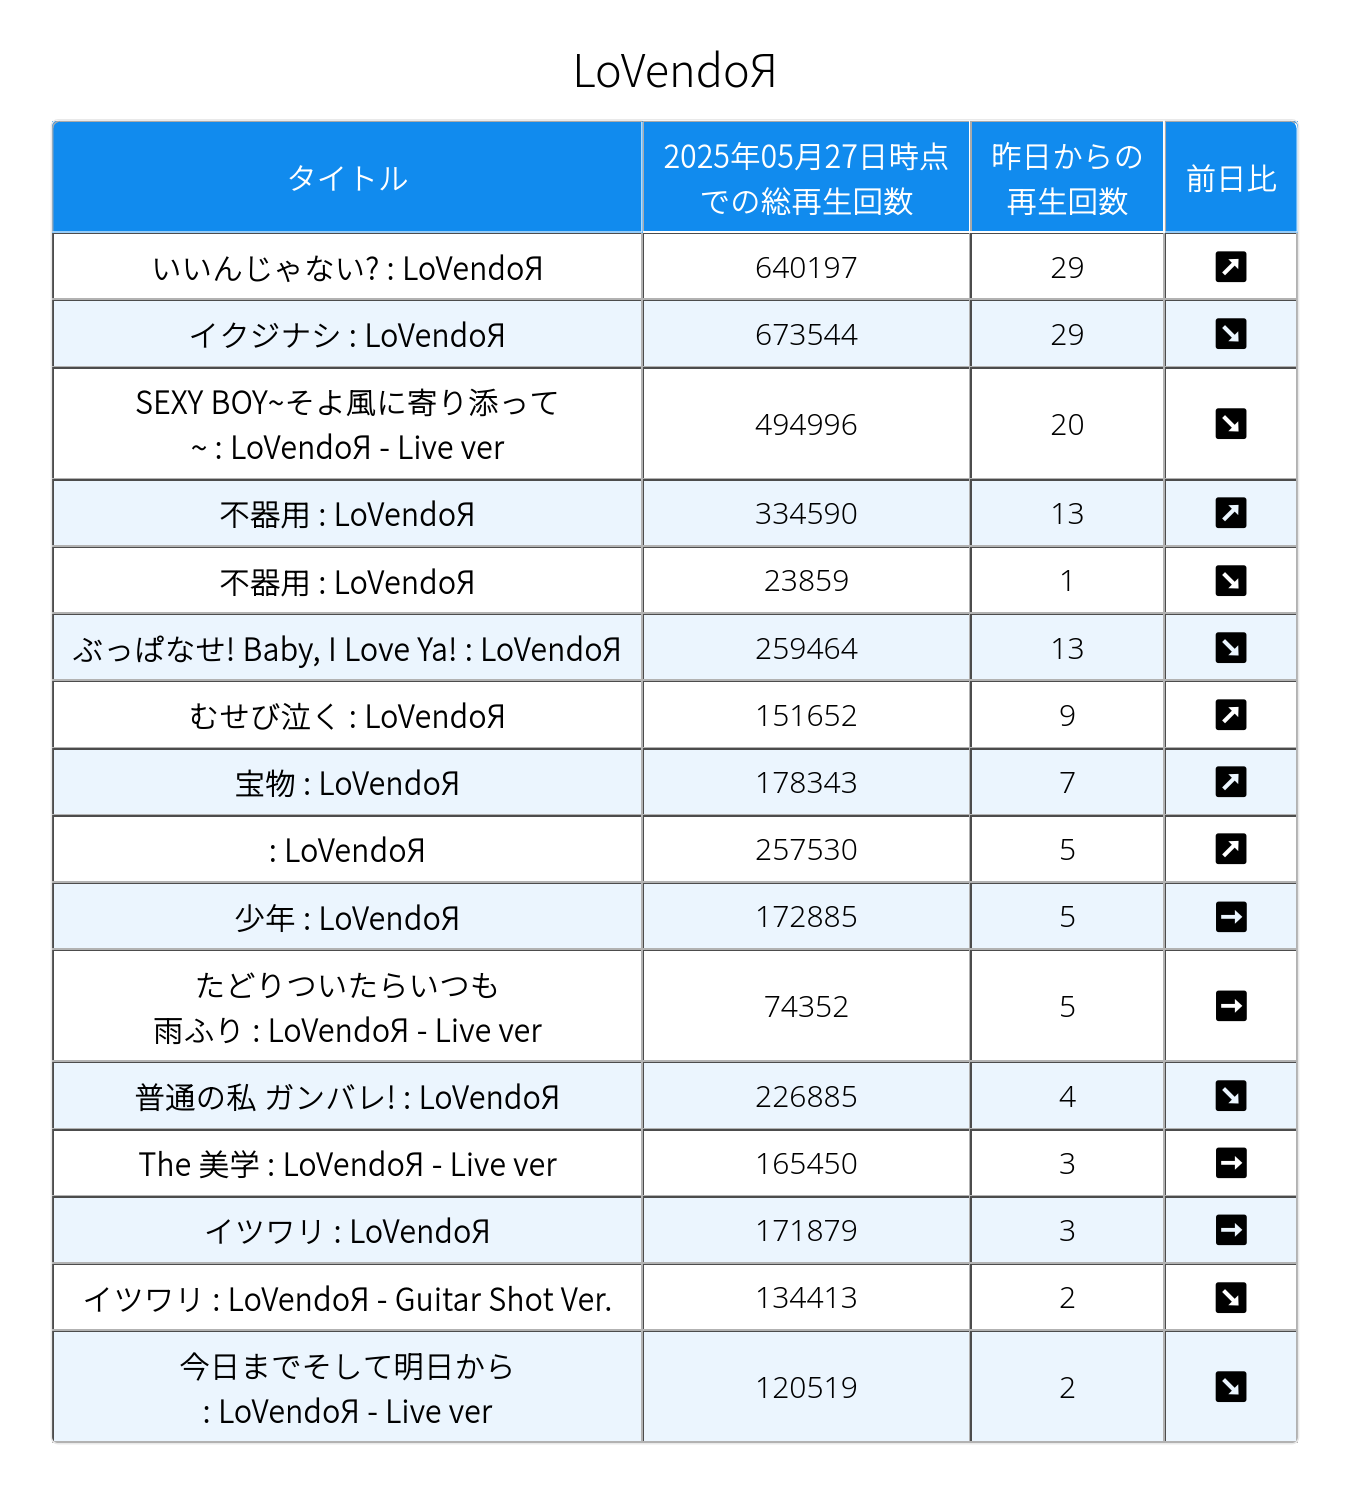 LoVendoЯ
タイトル
2025年05月27日時点
での総再生回数
昨日からの
再生回数
前日比
いいんじゃない? : LoVendoЯ 640197 29
イクジナシ : LoVendoЯ 673544 29
SEXY BOY~そよ風に寄り添って
~ : LoVendoЯ - Live ver 494996 20
不器用 : LoVendoЯ 334590 13
不器用 : LoVendoЯ 23859 1
ぶっぱなせ! Baby, I Love Ya! : LoVendoЯ 259464 13
むせび泣く : LoVendoЯ 151652 9
宝物 : LoVendoЯ 178343 7
: LoVendoЯ 257530 5
少年 : LoVendoЯ 172885 5
たどりついたらいつも
雨ふり : LoVendoЯ - Live ver 74352 5
普通の私 ガンバレ! : LoVendoЯ 226885 4
The 美学 : LoVendoЯ - Live ver 165450 3
イツワリ : LoVendoЯ 171879 3
イツワリ : LoVendoЯ - Guitar Shot Ver. 134413 2
今日までそして明日から
: LoVendoЯ - Live ver 120519 2